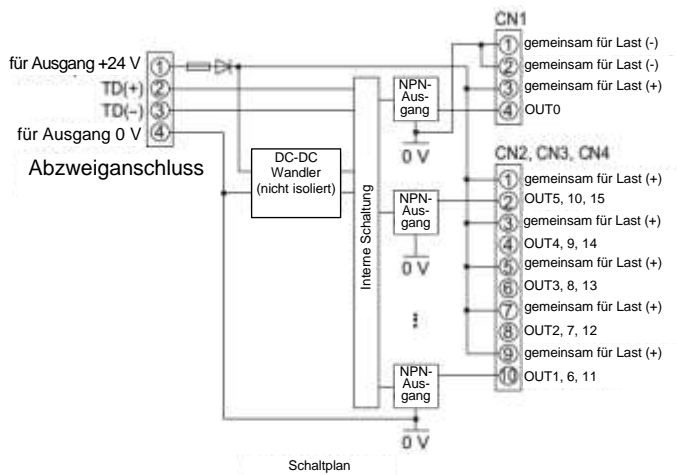 CN1
① gemeinsam für Last (-)
② gemeinsam für Last (-)
③ gemeinsam für Last (+)
④ OUT0
für Ausgang +24 V ①
TD(+) ②
TD(−) ③
für Ausgang 0 V ④
Abzweiganschluss
DC-DC
Wandler
(nicht isoliert)
Interne Schaltung
NPN-
Aus-
gang
0 V
NPN-
Aus-
gang
0 V
NPN-
Aus-
gang
0 V
CN2, CN3, CN4
① gemeinsam für Last (+)
② OUT5, 10, 15
③ gemeinsam für Last (+)
④ OUT4, 9, 14
⑤ gemeinsam für Last (+)
⑥ OUT3, 8, 13
⑦ gemeinsam für Last (+)
⑧ OUT2, 7, 12
⑨ gemeinsam für Last (+)
⑩ OUT1, 6, 11
Schaltplan